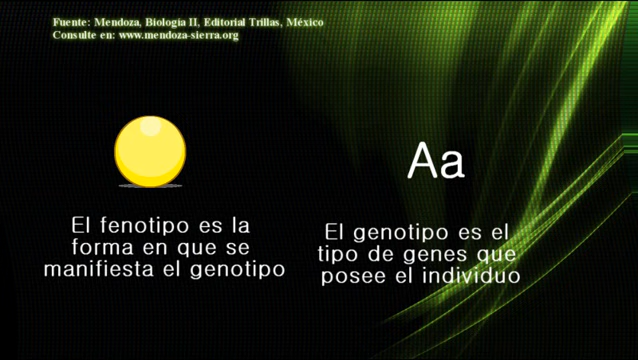 Fuente: Mendoza, Biología II, Editorial Trillas, México
Consulte en: www.mendoza-sierra.org
Aa
El fenotipo es la
forma en que se
manifiesta el genotipo
El genotipo es el
tipo de genes que
posee el individuo